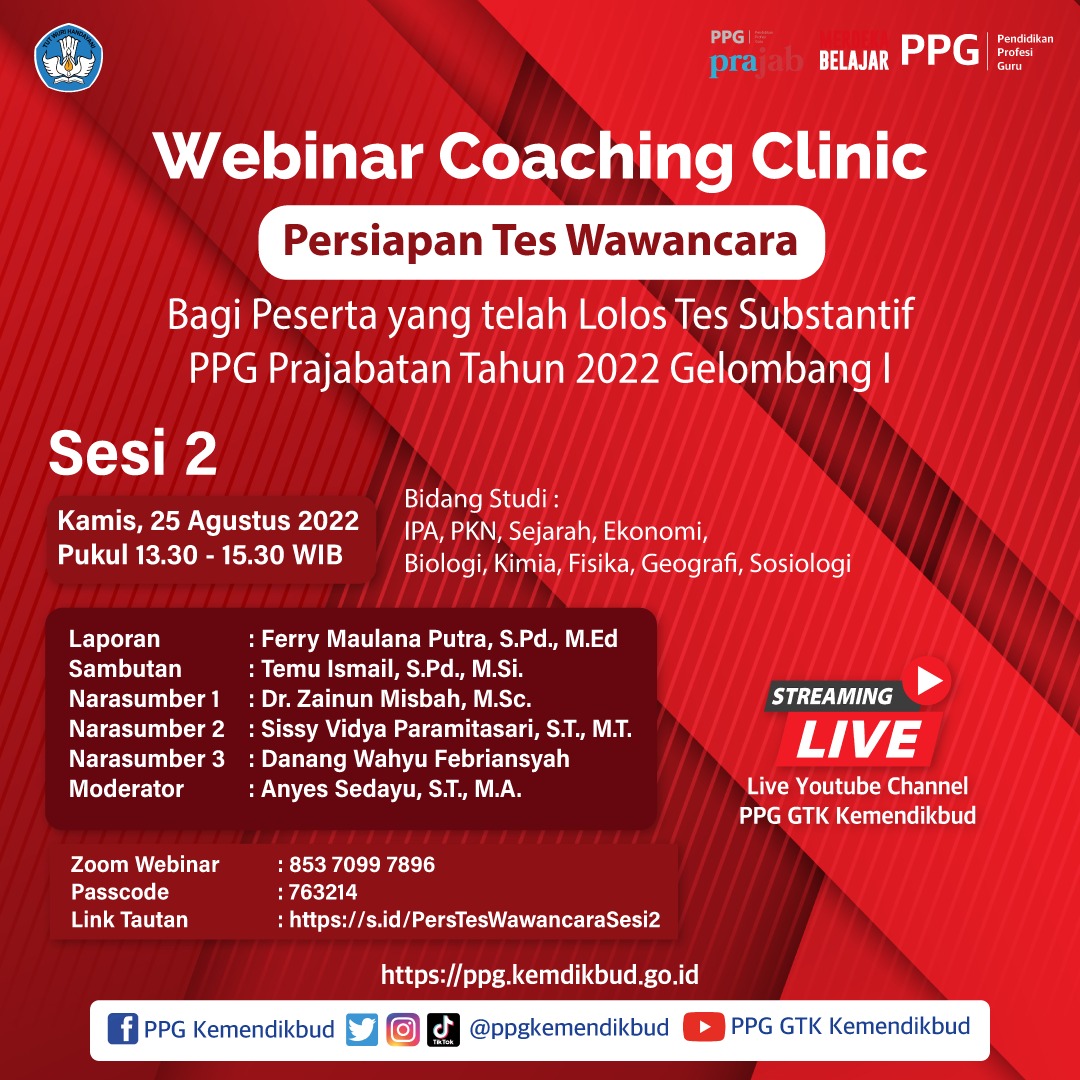 TUT WURI HANDAYANI
PPG
prajab
BELAJAR
PPG
Pendidikan
Profesi
Guru
Webinar Coaching Clinic
Persiapan Tes Wawancara
Bagi Peserta yang telah Lolos Tes Substantif
PPG Prajabatan Tahun 2022 Gelombang I
Sesi 2
Kamis, 25 Agustus 2022
Pukul 13.30 - 15.30 WIB
Bidang Studi :
IPA, PKN, Sejarah, Ekonomi,
Biologi, Kimia, Fisika, Geografi, Sosiologi
Laporan : Ferry Maulana Putra, S.Pd., M.Ed
Sambutan : Temu Ismail, S.Pd., M.Si.
Narasumber 1 : Dr. Zainun Misbah, M.Sc.
Narasumber 2 : Sissy Vidya Paramitasari, S.T., M.T.
Narasumber 3 : Danang Wahyu Febriansyah
Moderator : Anyes Sedayu, S.T., M.A.
STREAMING
LIVE
Live Youtube Channel
PPG GTK Kemendikbud
Zoom Webinar : 853 7099 7896
Passcode : 763214
Link Tautan : https://s.id/PersTesWawancaraSesi2
https://ppg.kemdikbud.go.id
PPG Kemendikbud TikTok @ppgkemendikbud PPG GTK Kemendikbud